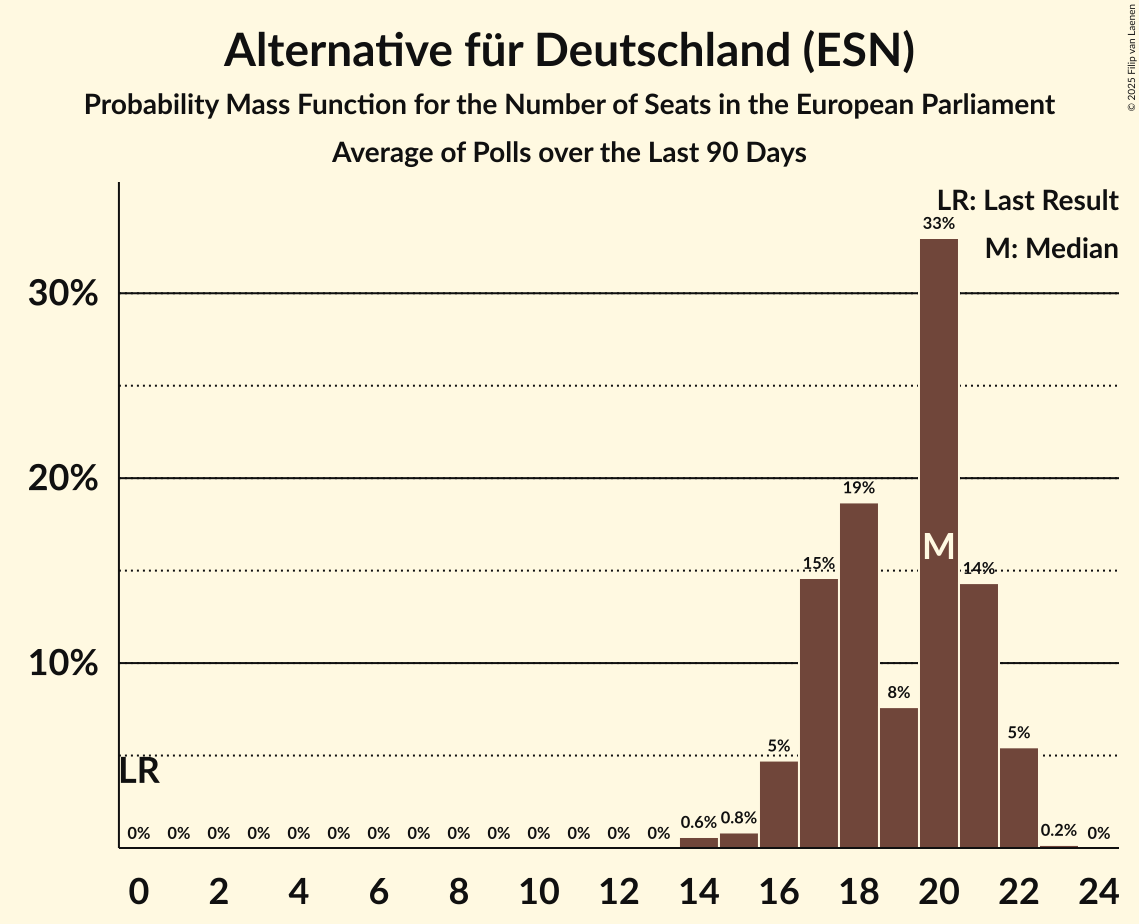 Alternative für Deutschland (ESN)
Probability Mass Function for the Number of Seats in the European Parliament
Average of Polls over the Last 90 Days
© 2025 Filip van Laenen
LR: Last Result
M: Median
30%
20%
10%
33%
19%
15%
14%
8%
5%
5%
0.6%
0.8%
0.2%
0%
0% 0% 0% 0% 0% 0% 0% 0% 0% 0% 0% 0% 0% 0%
M
LR
0 2 4 6 8 10 12 14 16 18 20 22 24